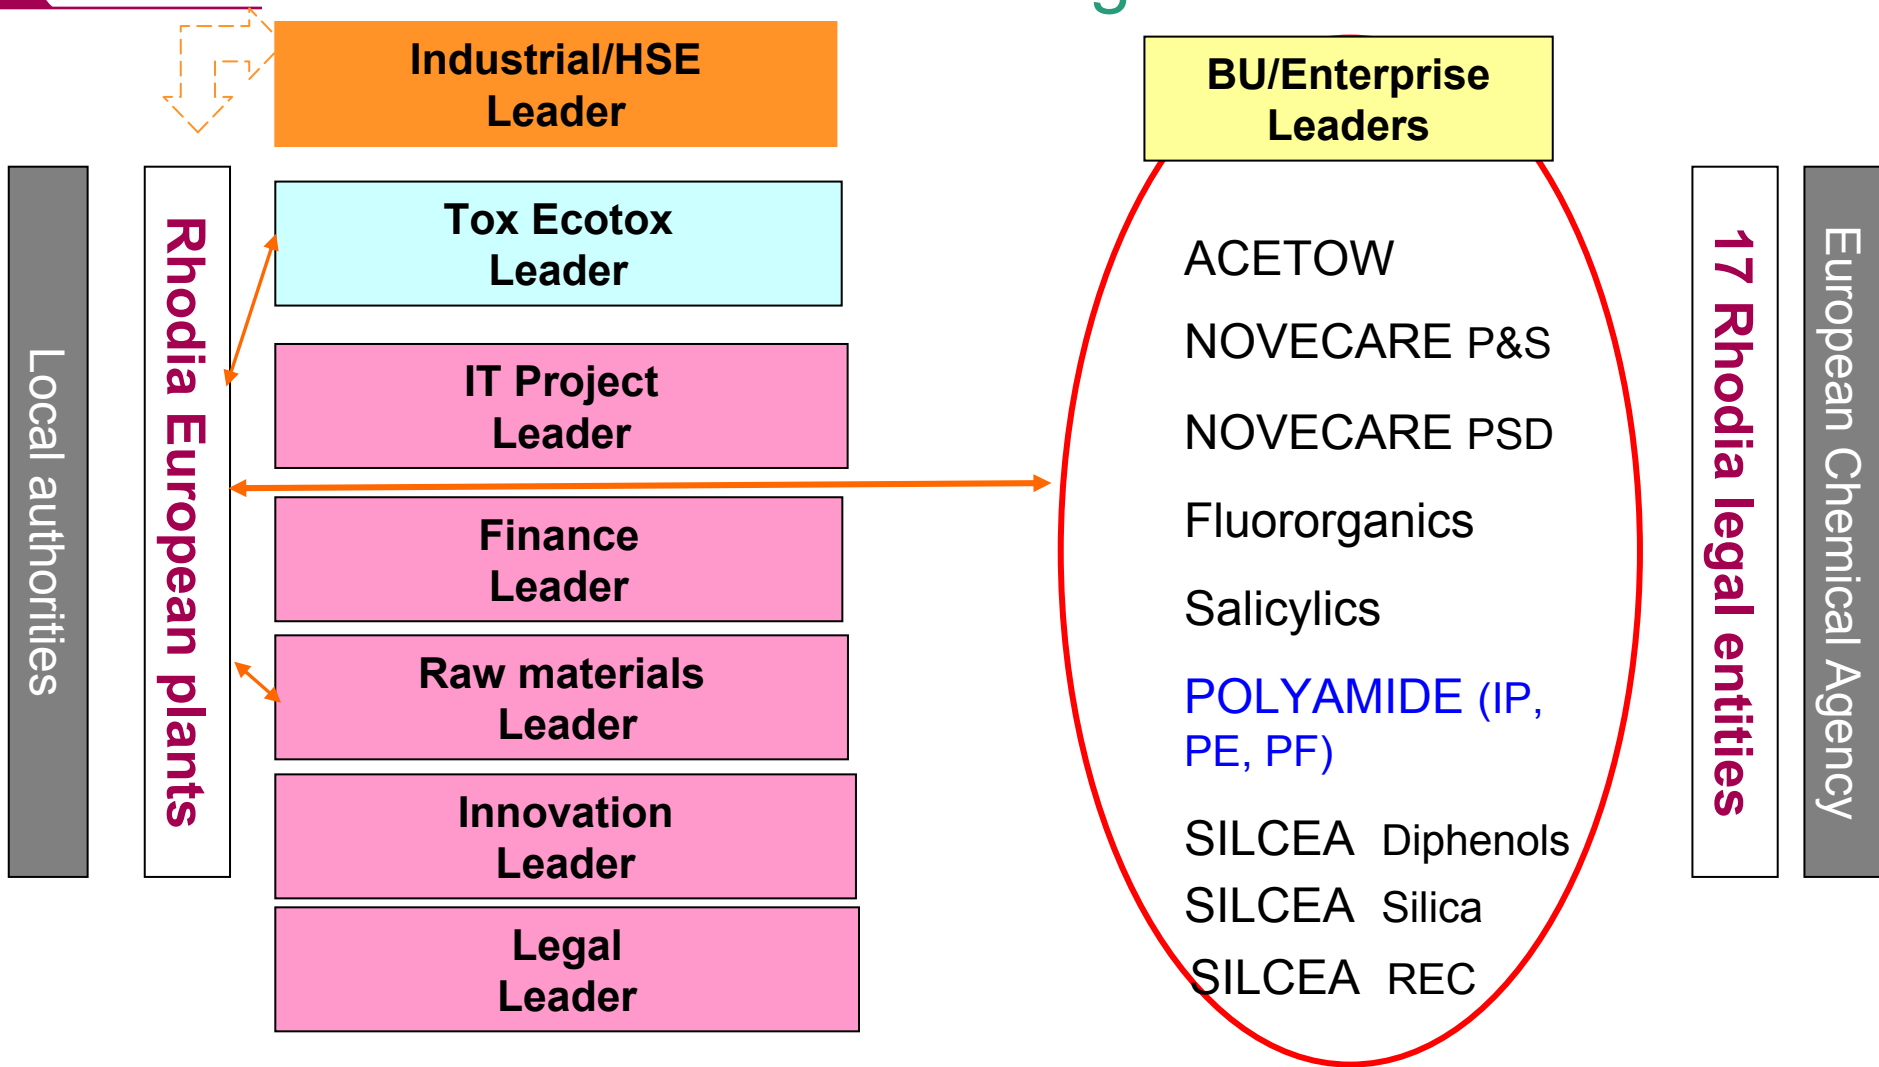 Industrial/HSE
Leader
BU/Enterprise
Leaders
Local authorities
Rhodia European plants
Tox Ecotox
Leader
IT Project
Leader
Finance
Leader
Raw materials
Leader
Innovation
Leader
Legal
Leader
ACETOW
NOVECARE P&S
NOVECARE PSD
Fluororganics
Salicylics
POLYAMIDE (IP,
PE, PF)
SILCEA Diphenols
SILCEA Silica
SILCEA REC
17 Rhodia legal entities
European Chemical Agency